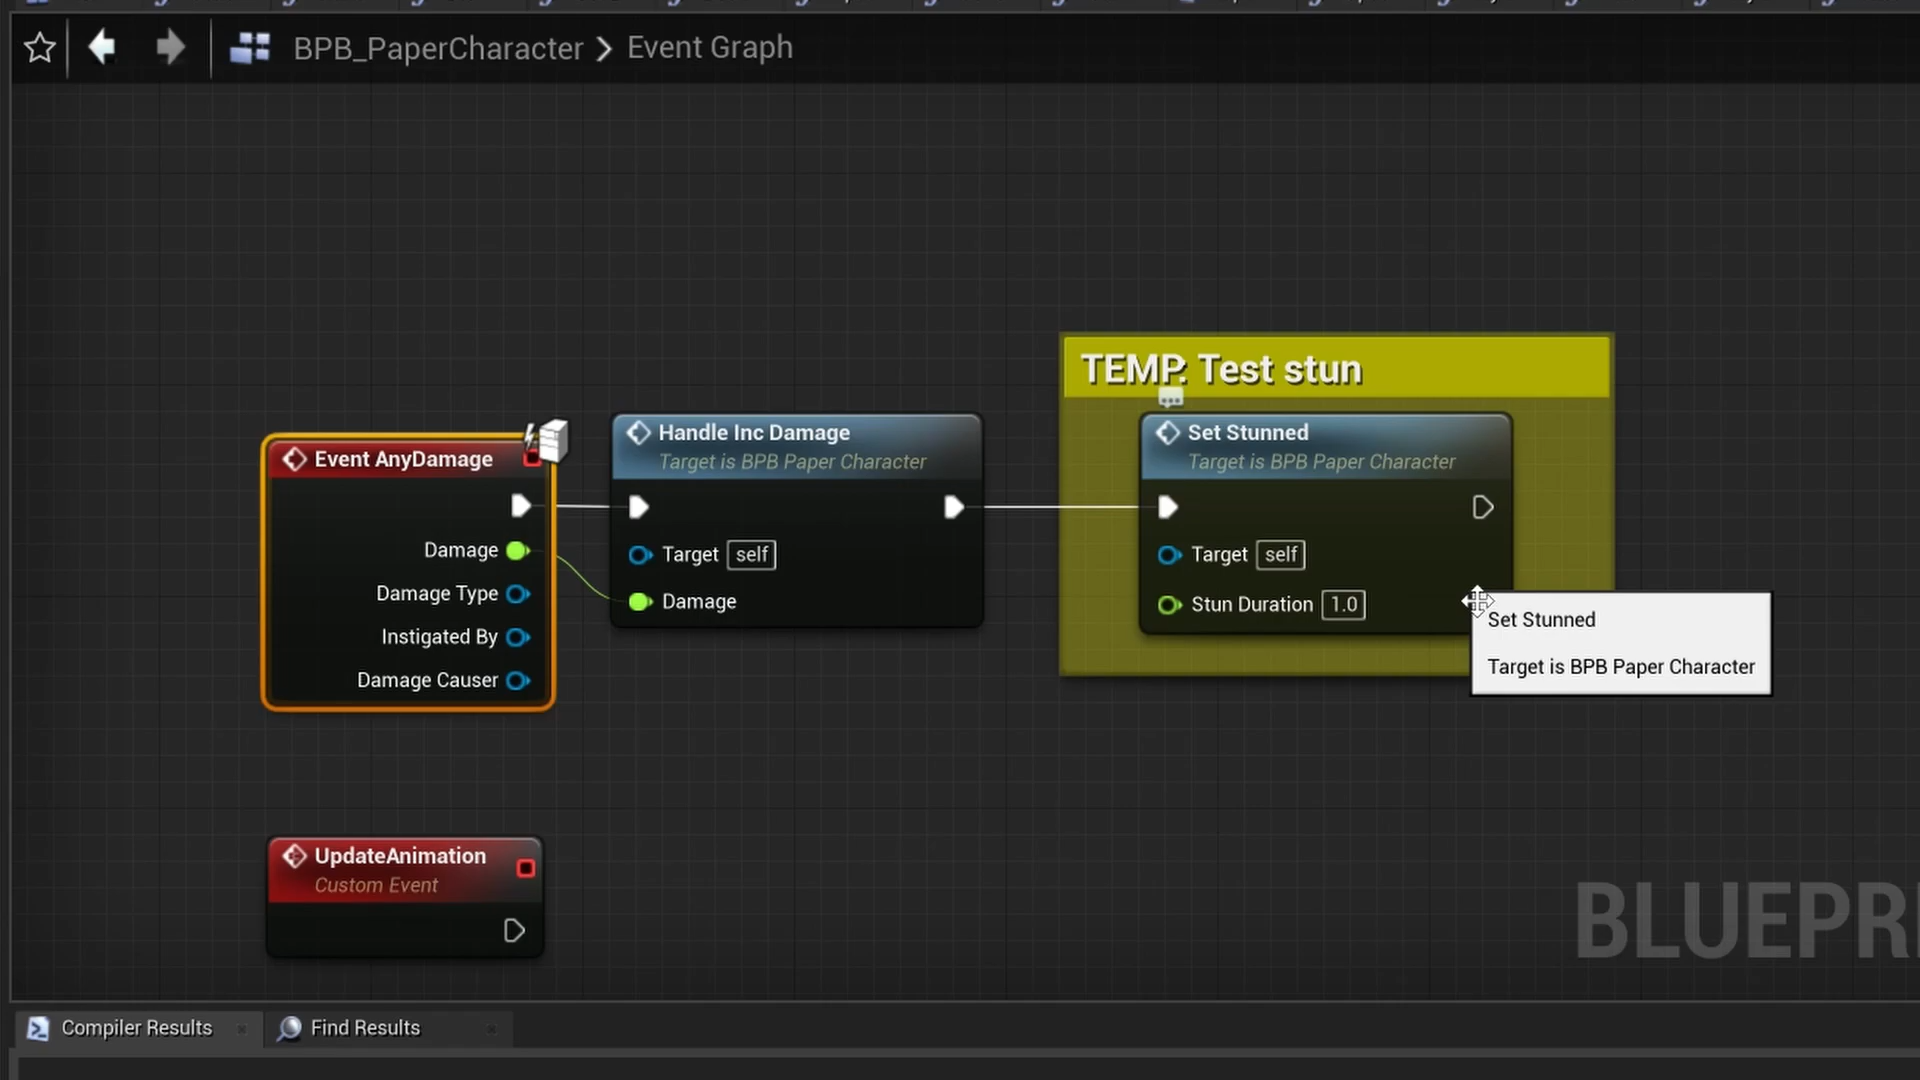 BPB_PaperCharacter > Event Graph
TEMP: Test stun
Event AnyDamage
Damage
Damage Type
Instigated By
Damage Causer
Handle Inc Damage
Target is BPB Paper Character
Target self
Damage
Set Stunned
Target is BPB Paper Character
Target self
Stun Duration 1.0
Set Stunned
Target is BPB Paper Character
UpdateAnimation
Custom Event
BLUEPRI
Compiler Results
Find Results